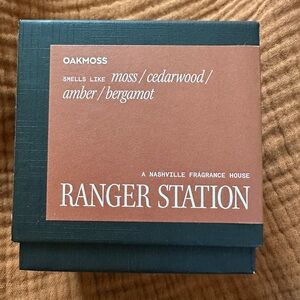 OAKMOSS
SMELLS LIKE moss / cedarwood /
amber / bergamot
A NASHVILLE FRAGRANCE HOUSE
RANGER STATION